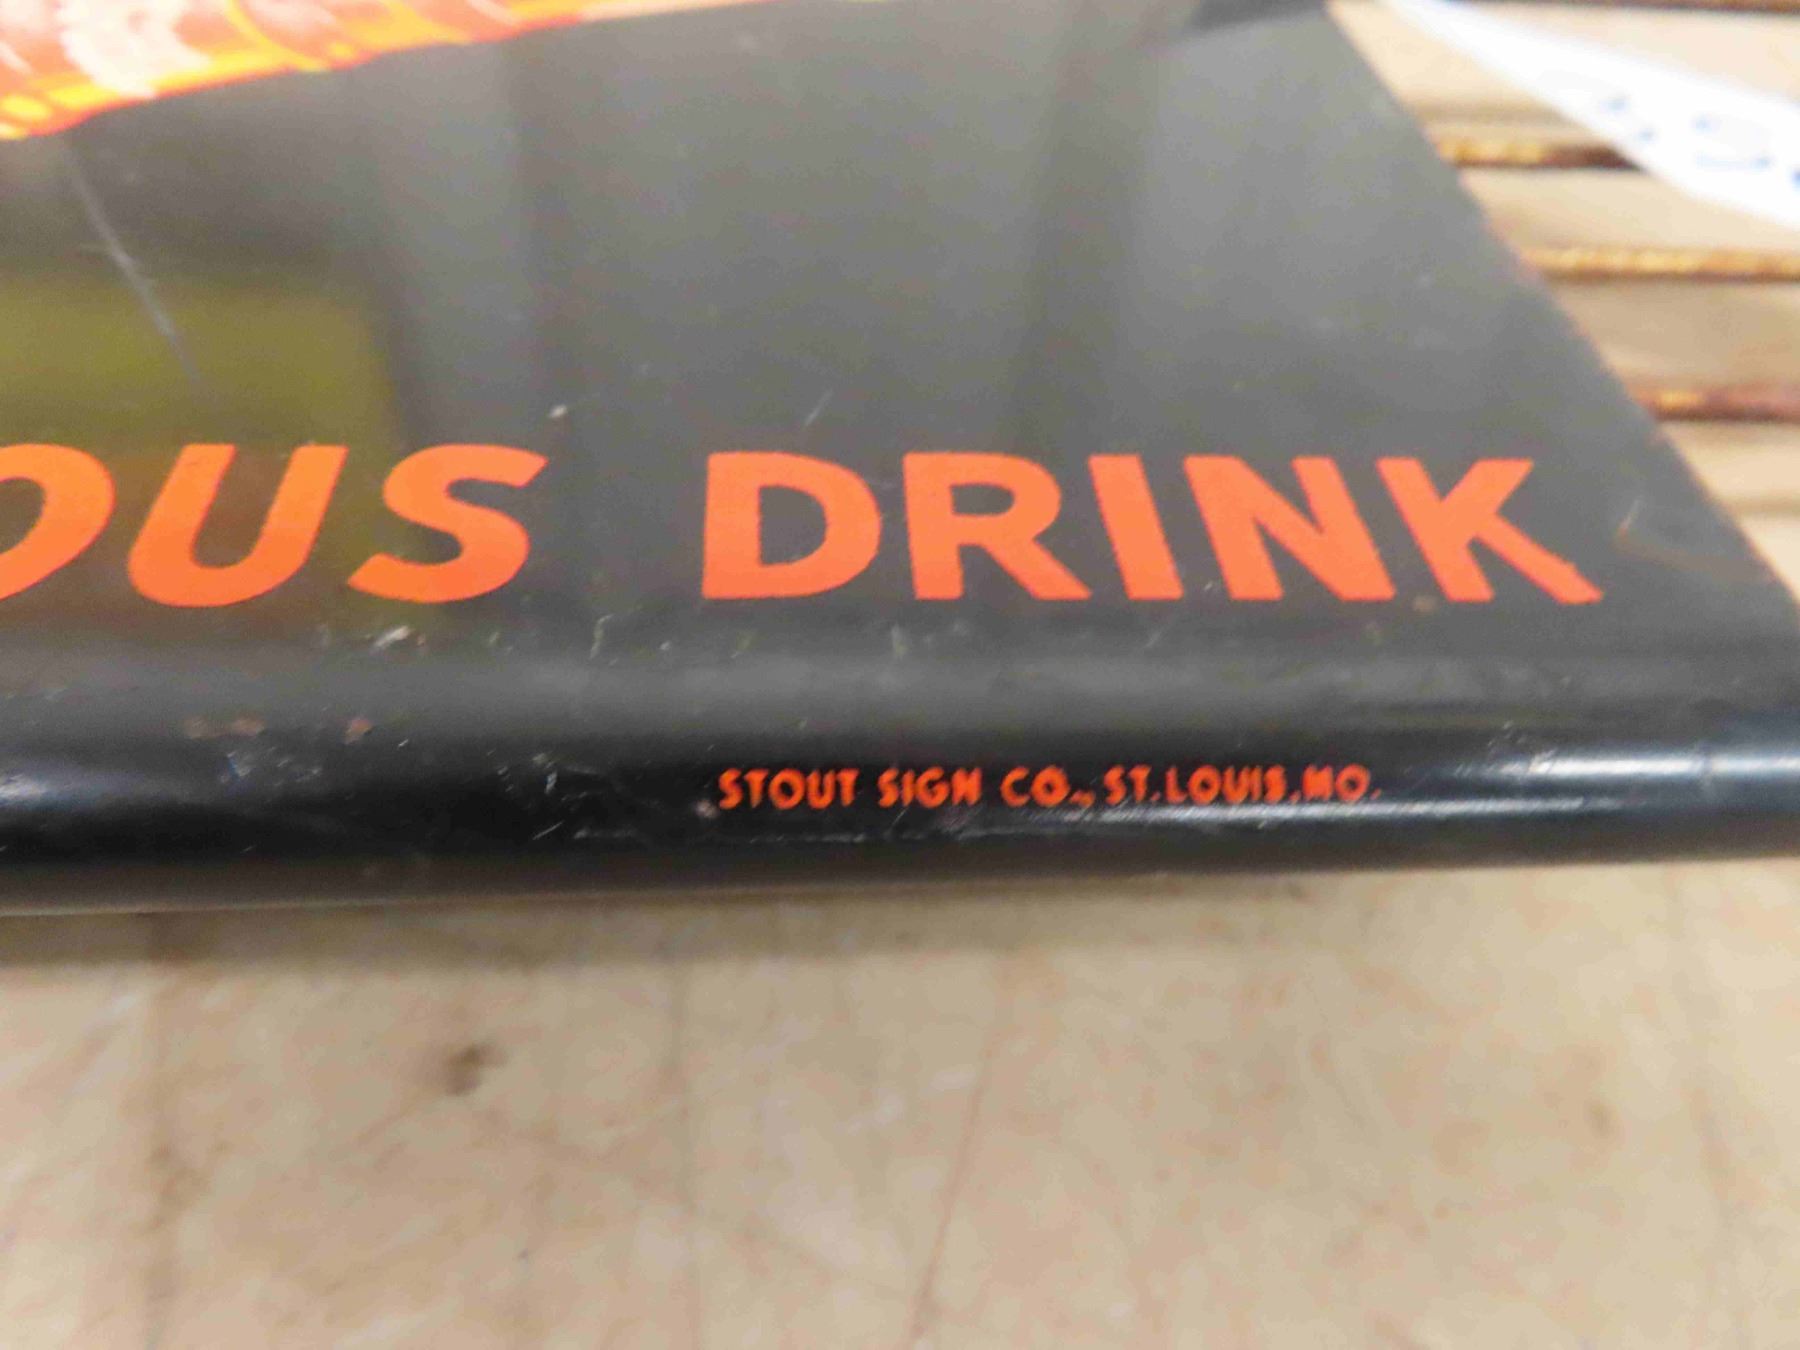 OUS DRINK
STOUT SIGN CO., ST. LOUIS, MO.